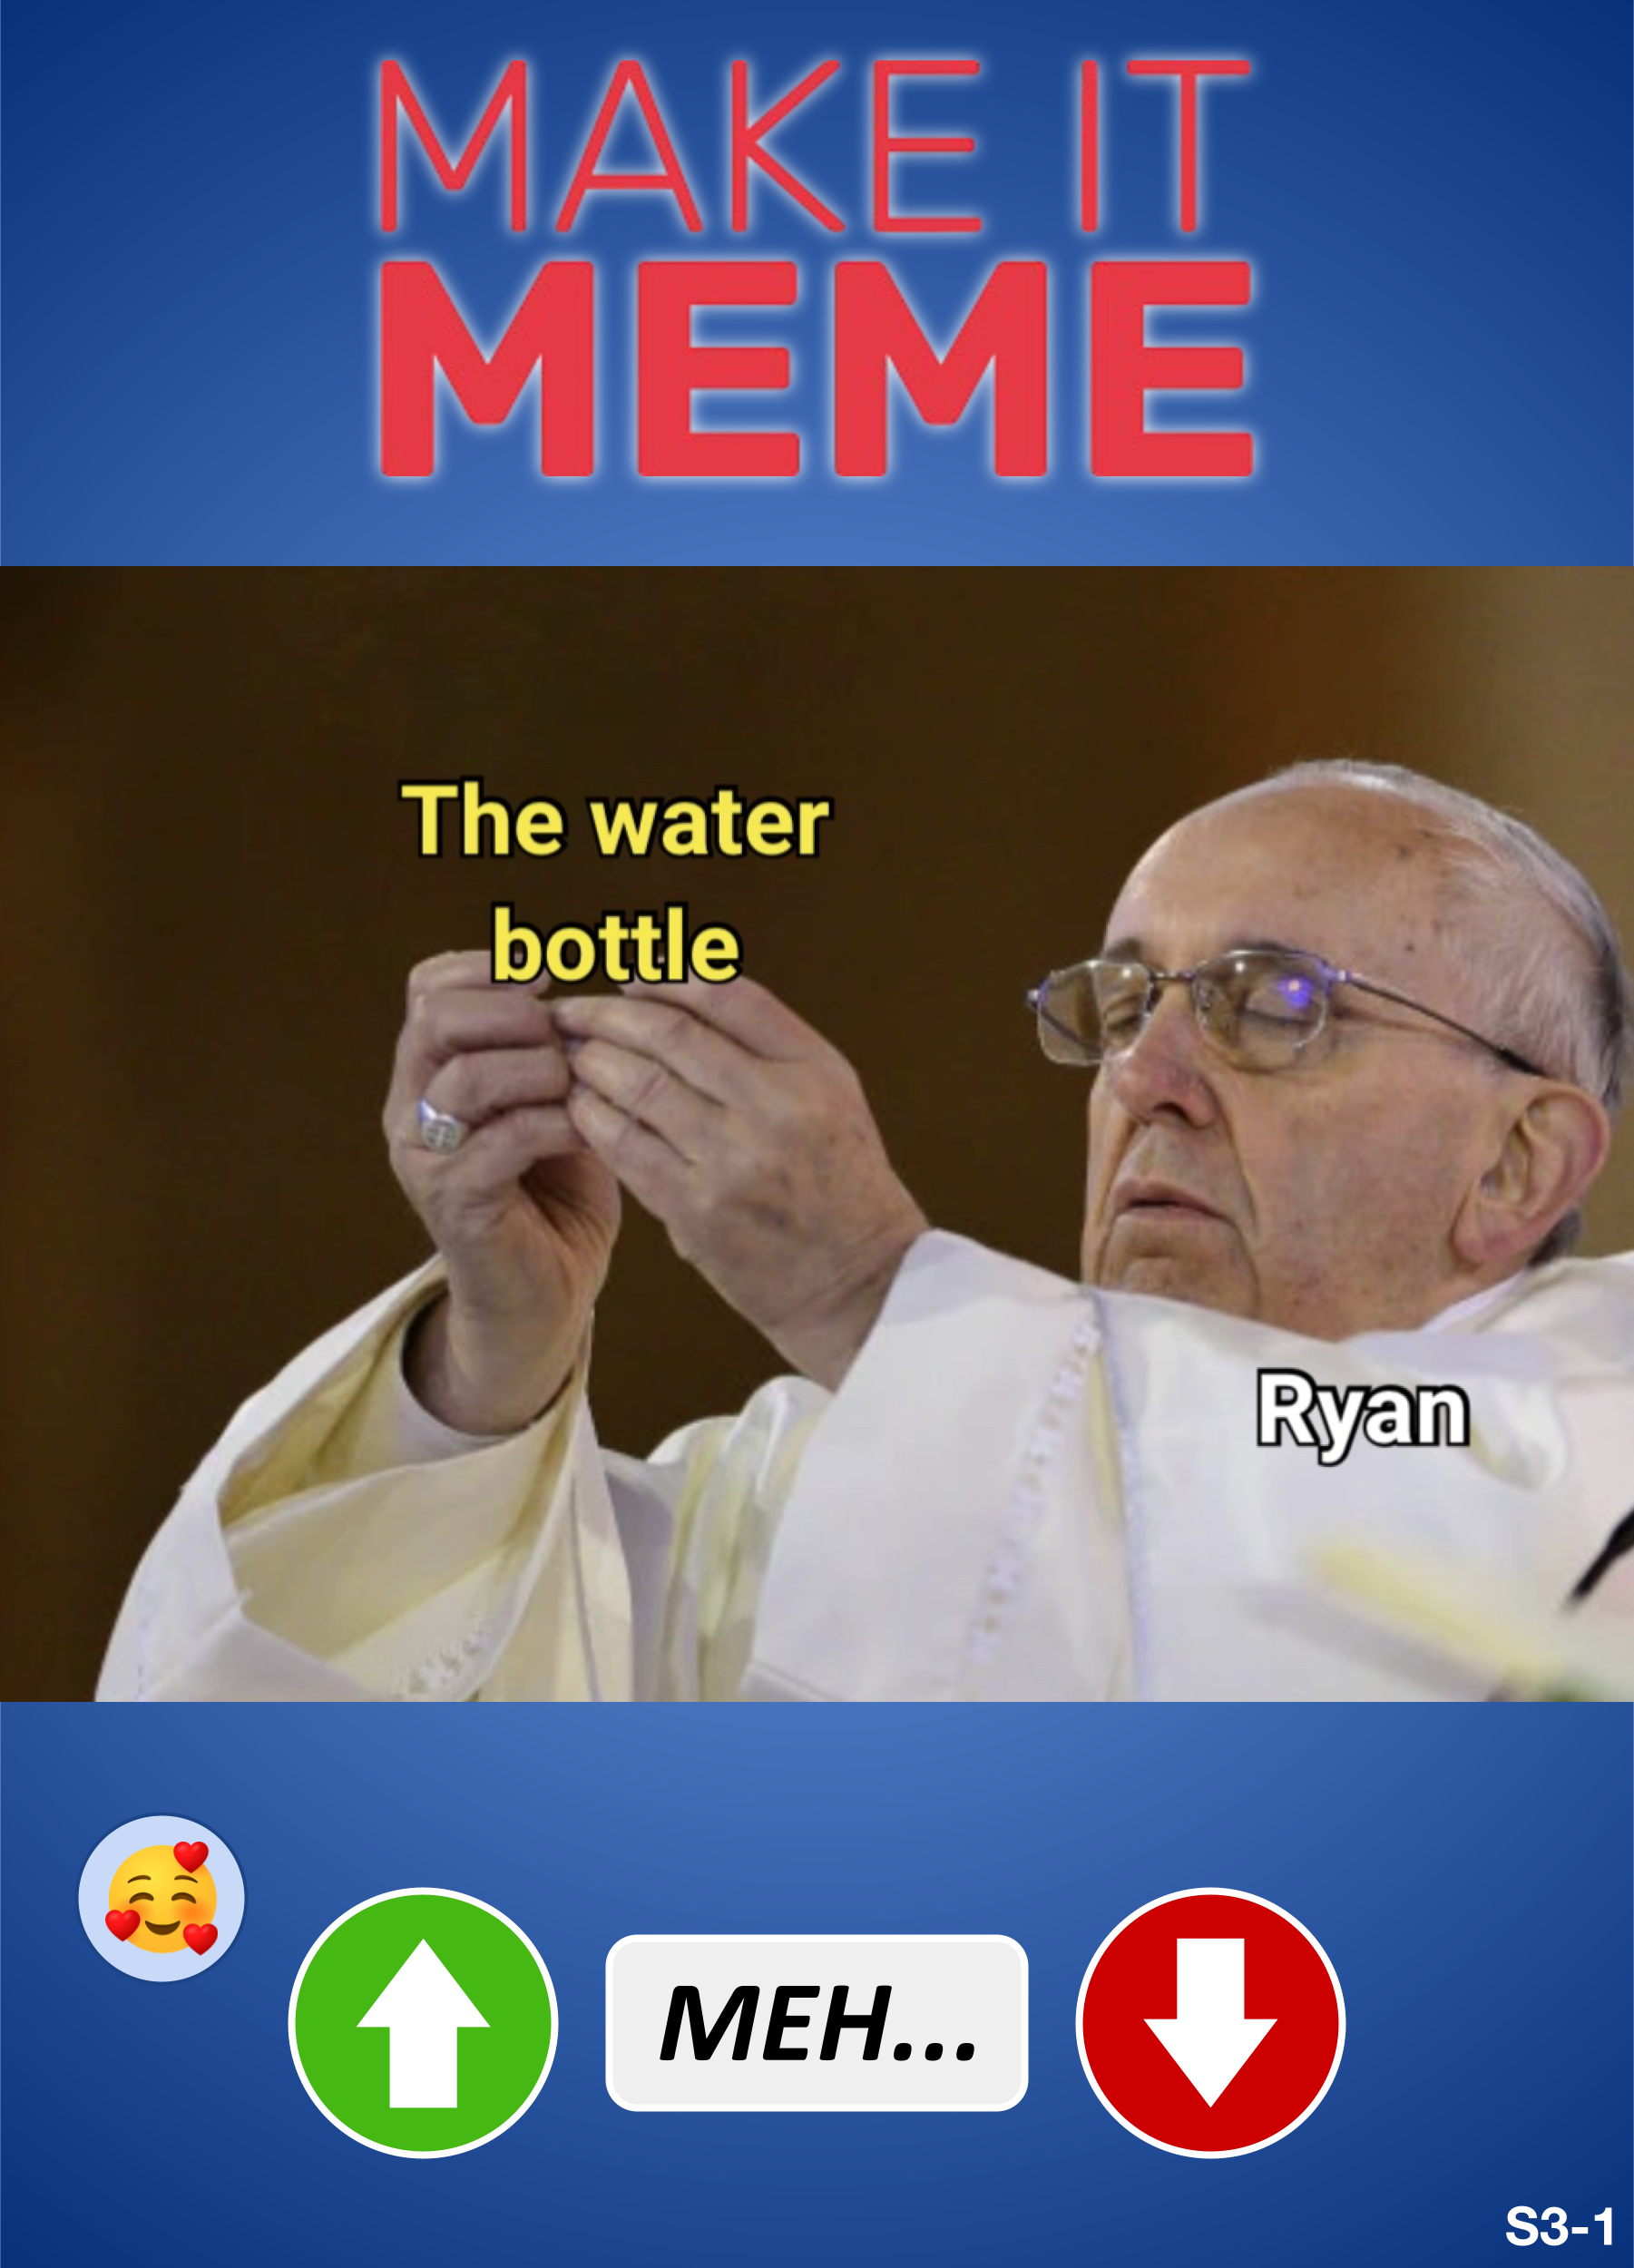 MAKE IT
MEME
The water
bottle
Ryan
MEH...
S3-1